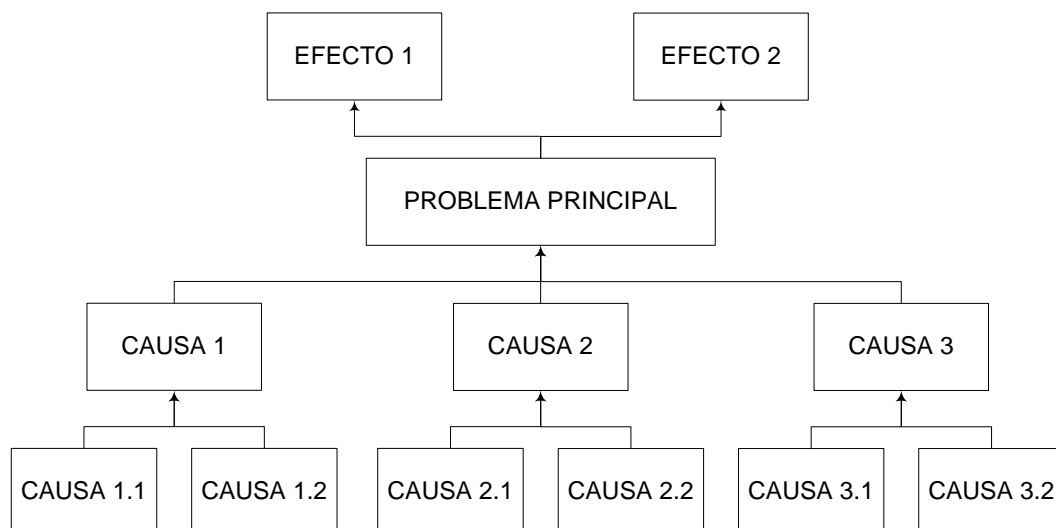 EFECTO 1
EFECTO 2
PROBLEMA PRINCIPAL
CAUSA 1
CAUSA 2
CAUSA 3
CAUSA 1.1
CAUSA 1.2
CAUSA 2.1
CAUSA 2.2
CAUSA 3.1
CAUSA 3.2